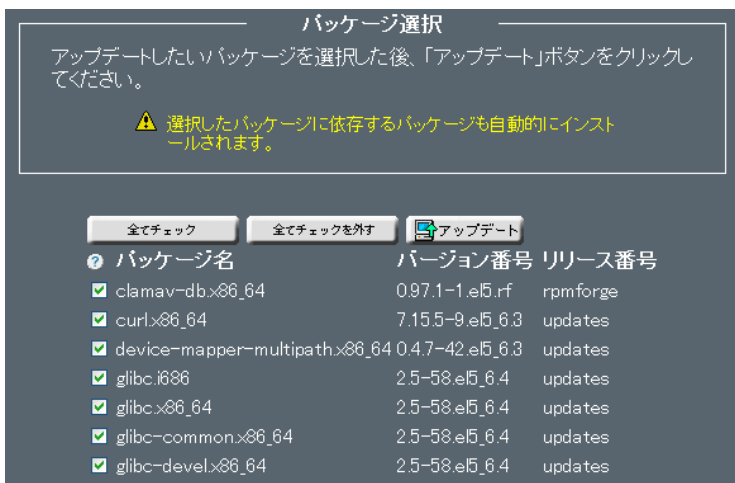 パッケージ選択
アップデートしたいパッケージを選択した後、「アップデート」ボタンをクリックし
てください。
選択したパッケージに依存するパッケージも自動的にインスト
ールされます。
全てチェック 全てチェックを外す アップデート
パッケージ名 バージョン番号 リリース番号
clamav-db.x86_64 0.97.1-1.el5.rf rpmforge
curl.x86_64 7.15.5-9.el5_6.3 updates
device-mapper-multipath.x86_64 0.4.7-42.el5_6.3 updates
glibc.i686 2.5-58.el5_6.4 updates
glibc.x86_64 2.5-58.el5_6.4 updates
glibc-common.x86_64 2.5-58.el5_6.4 updates
glibc-devel.x86_64 2.5-58.el5_6.4 updates